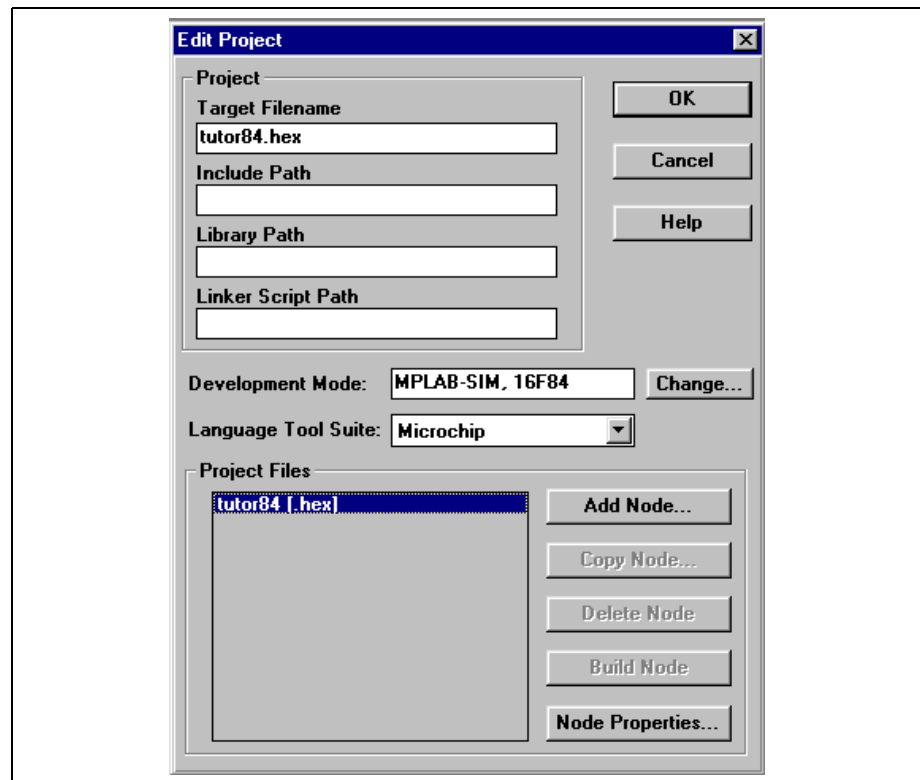 Edit Project
Project
Target Filename
tutor84.hex
Include Path
Library Path
Linker Script Path
OK
Cancel
Help
Development Mode: MPLAB-SIM, 16F84 Change...
Language Tool Suite: Microchip
Project Files
tutor84 [.hex]
Add Node...
Copy Node...
Delete Node
Build Node
Node Properties...